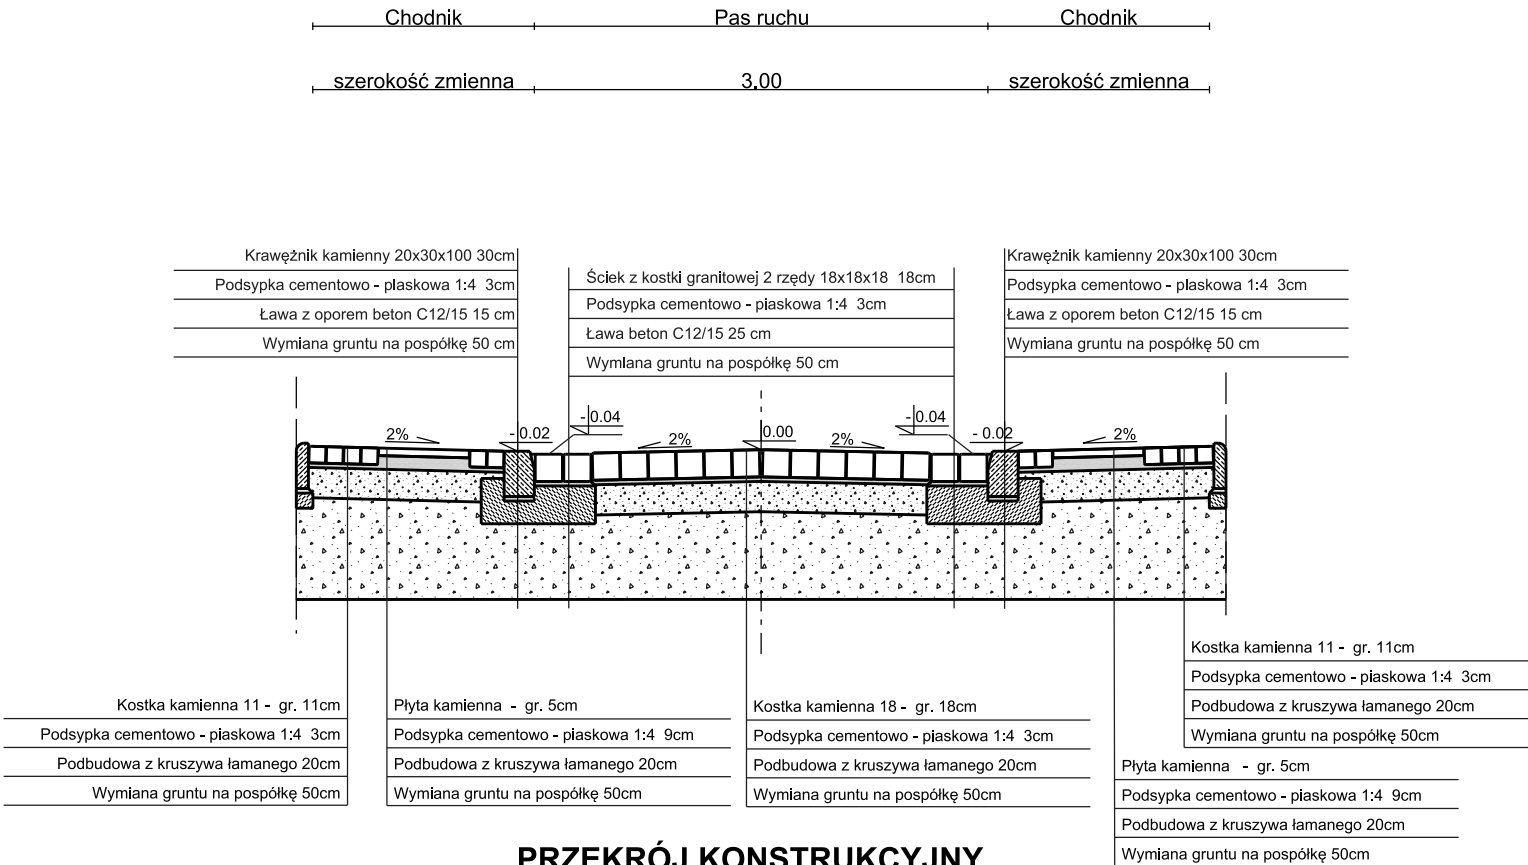 Chodnik
Pas ruchu
Chodnik
szerokość zmienna
3.00
szerokość zmienna
Krawężnik kamienny 20x30x100 30cm
Podsypka cementowo - piaskowa 1:4 3cm
Ława z oporem beton C12/15 15 cm
Wymiana gruntu na pospółkę 50 cm
Ściek z kostki granitowej 2 rzędy 18x18x18 18cm
Podsypka cementowo - piaskowa 1:4 3cm
Ława beton C12/15 25 cm
Wymiana gruntu na pospółkę 50 cm
Krawężnik kamienny 20x30x100 30cm
Podsypka cementowo - piaskowa 1:4 3cm
Ława z oporem beton C12/15 15 cm
Wymiana gruntu na pospółkę 50 cm
2%
- 0.02
- 0.04
2%
0.00
2%
- 0.04
- 0.02
2%
Kostka kamienna 11 - gr. 11cm
Podsypka cementowo - piaskowa 1:4 3cm
Podbudowa z kruszywa łamanego 20cm
Wymiana gruntu na pospółkę 50cm
Płyta kamienna - gr. 5cm
Podsypka cementowo - piaskowa 1:4 9cm
Podbudowa z kruszywa łamanego 20cm
Wymiana gruntu na pospółkę 50cm
Kostka kamienna 18 - gr. 18cm
Podsypka cementowo - piaskowa 1:4 3cm
Podbudowa z kruszywa łamanego 20cm
Wymiana gruntu na pospółkę 50cm
Kostka kamienna 11 - gr. 11cm
Podsypka cementowo - piaskowa 1:4 3cm
Podbudowa z kruszywa łamanego 20cm
Wymiana gruntu na pospółkę 50cm
Płyta kamienna - gr. 5cm
Podsypka cementowo - piaskowa 1:4 9cm
Podbudowa z kruszywa łamanego 20cm
Wymiana gruntu na pospółkę 50cm
PRZEKRÓJ KONSTRUKCYJNY